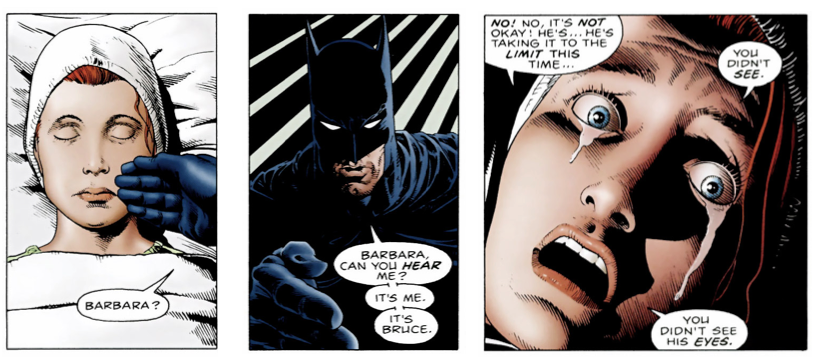 BARBARA?
BARBARA,
CAN YOU HEAR
ME?
IT'S ME.
IT'S
BRUCE.
NO! NO, IT'S NOT
OKAY! HE'S... HE'S
TAKING IT TO THE
LIMIT THIS
TIME...
YOU
DIDN'T
SEE.
YOU
DIDN'T SEE
HIS EYES.